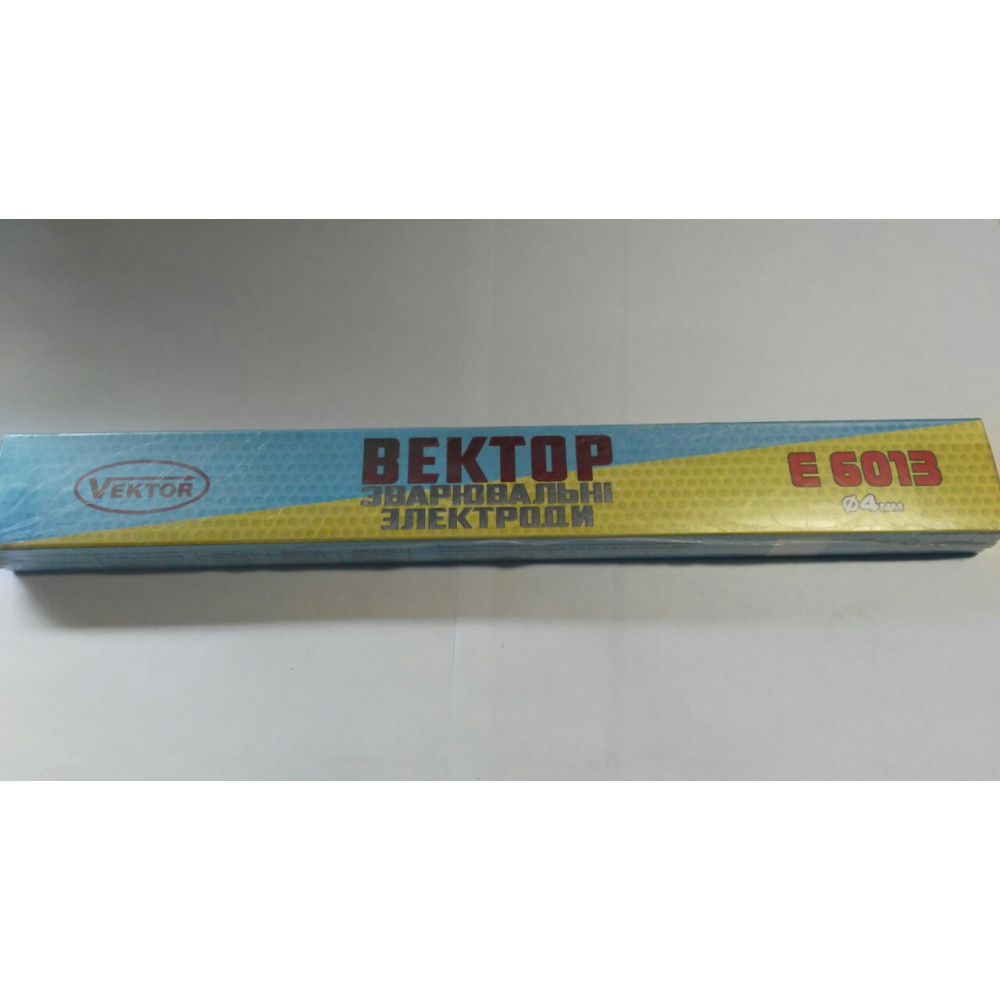 VEKTOR
ВЕКТОР
ЗВАРЮВАЛЬНІ
ЭЛЕКТРОДИ
E 6013
Ø4мм